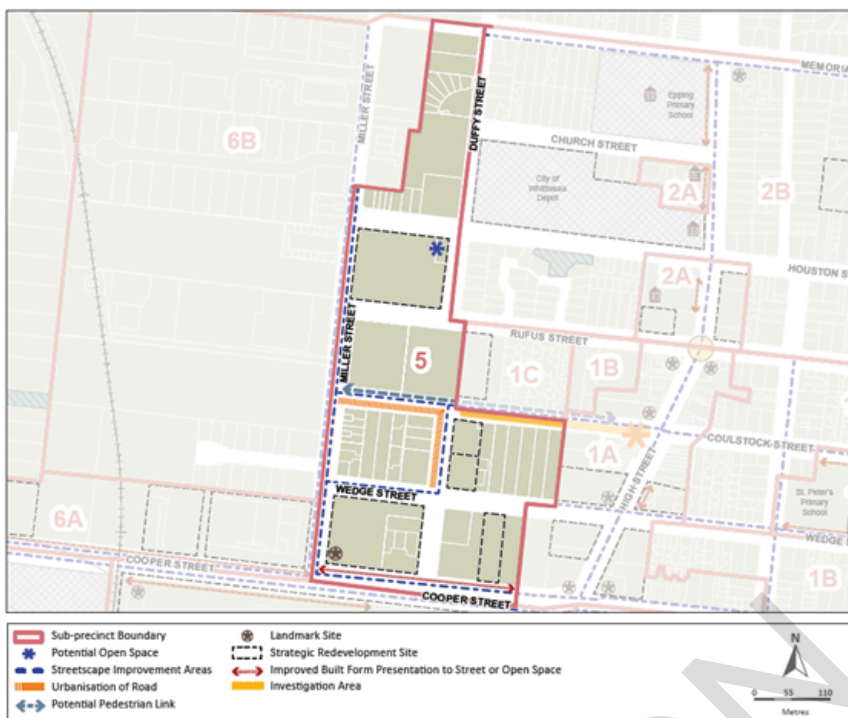 MEMORIA
MILLER STREET
DUFFY STREET
Epping
Primary
School
6B
CHURCH STREET
2A
2B
City of
Whittlesea
Depot
HOUSTON S
2A
RUFUS STREET
MILLER STREET
5
1C
1B
1A
COULSTOCK STREET
HIGH STREET
WEDGE STREET
St. Peter's
Primary
School
6A
WEDGE S
COOPER STREET
1B
COOPER STREET
Sub-precinct Boundary
Potential Open Space
Streetscape Improvement Areas
Urbanisation of Road
Potential Pedestrian Link
Landmark Site
Strategic Redevelopment Site
Improved Built Form Presentation to Street or Open Space
Investigation Area
N
0 55 110
Metres